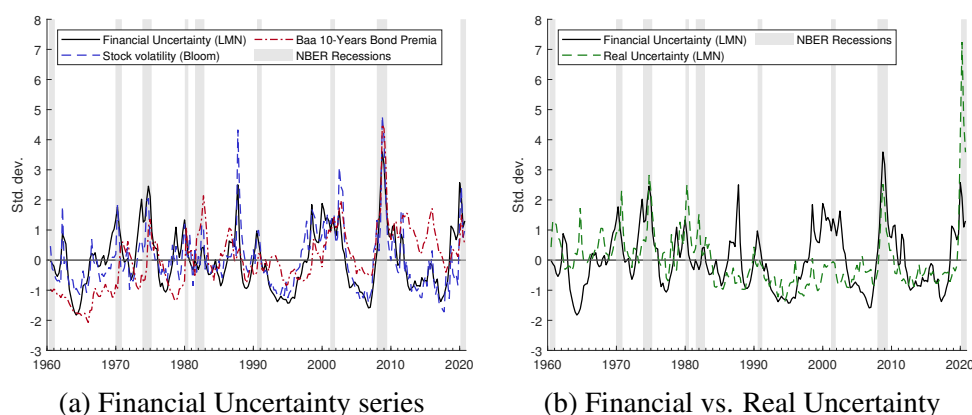 8
7
6
5
4
3
2
1
0
-1
-2
-3
Std. dev.
Financial Uncertainty (LMN)
Stock volatility (Bloom)
Baa 10-Years Bond Premia
NBER Recessions
1960 1970 1980 1990 2000 2010 2020
(a) Financial Uncertainty series
8
7
6
5
4
3
2
1
0
-1
-2
-3
Std. dev.
Financial Uncertainty (LMN)
Real Uncertainty (LMN)
NBER Recessions
1960 1970 1980 1990 2000 2010 2020
(b) Financial vs. Real Uncertainty